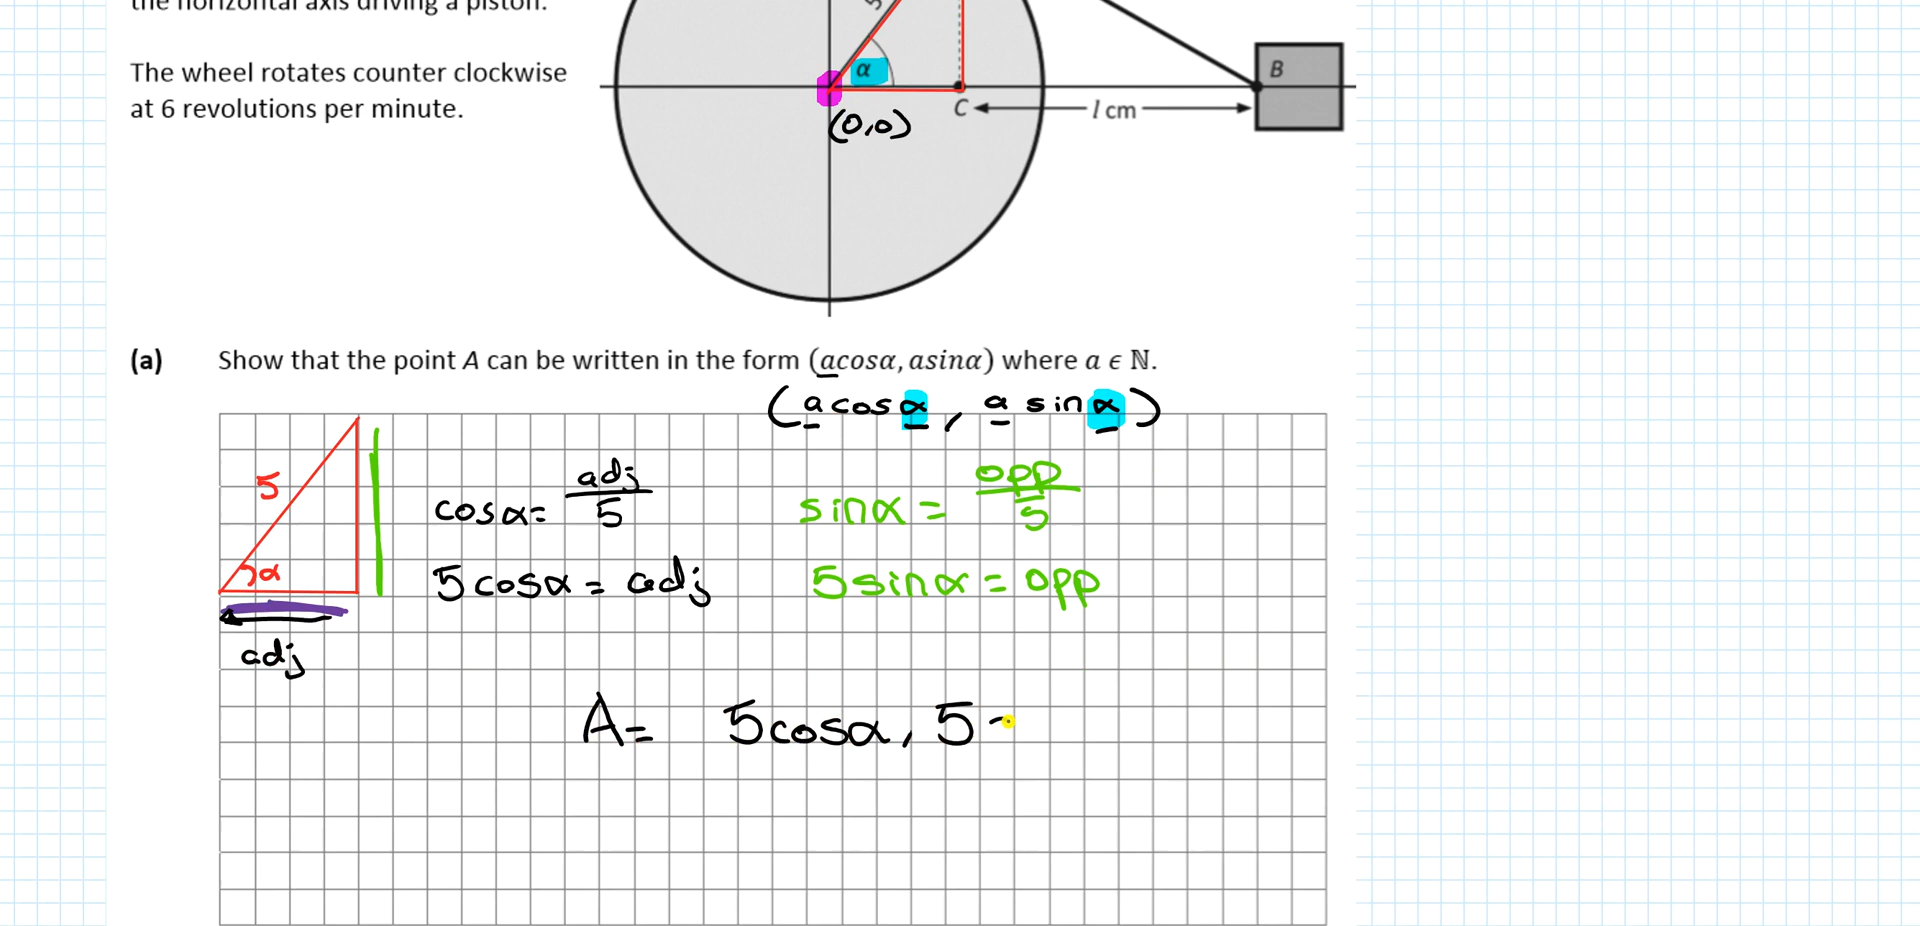 the horizontal axis driving a piston.
The wheel rotates counter clockwise
at 6 revolutions per minute.
5
α
B
C
l cm
(0,0)
(a) Show that the point A can be written in the form (acosα, asinα) where a ϵ ℕ.
(a cos α, a sin α)
5
α
adj
cosα = adj/5
sinα = opp/5
5cosα = adj
5sinα = opp
A = 5cosα, 5